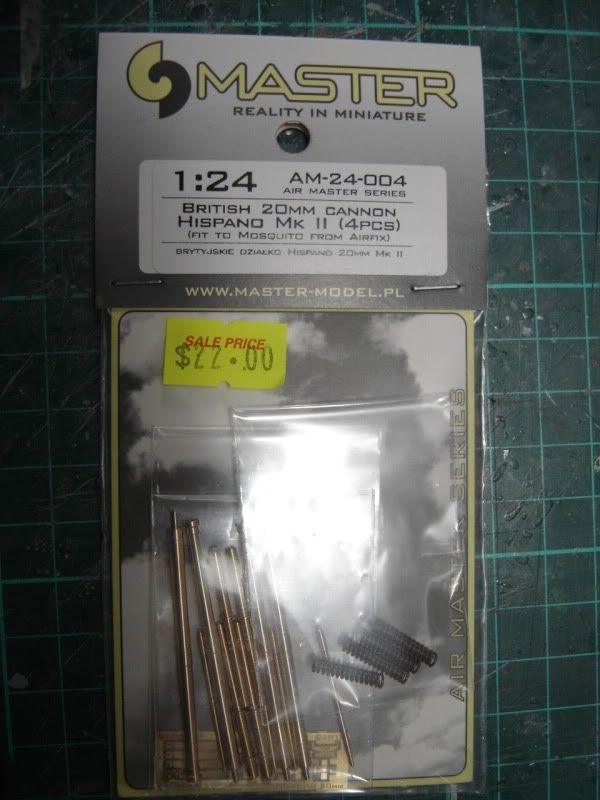 MASTER
REALITY IN MINIATURE
1:24 AM-24-004
AIR MASTER SERIES
BRITISH 20MM CANNON
HISPANO MK II (4PCS)
(FIT TO MOSQUITO FROM AIRFIX)
BRYTYJSKIE DZIAŁKO HISPANO 20MM MK II
WWW.MASTER-MODEL.PL
SALE PRICE
$22.00
AIR MASTER SERIES